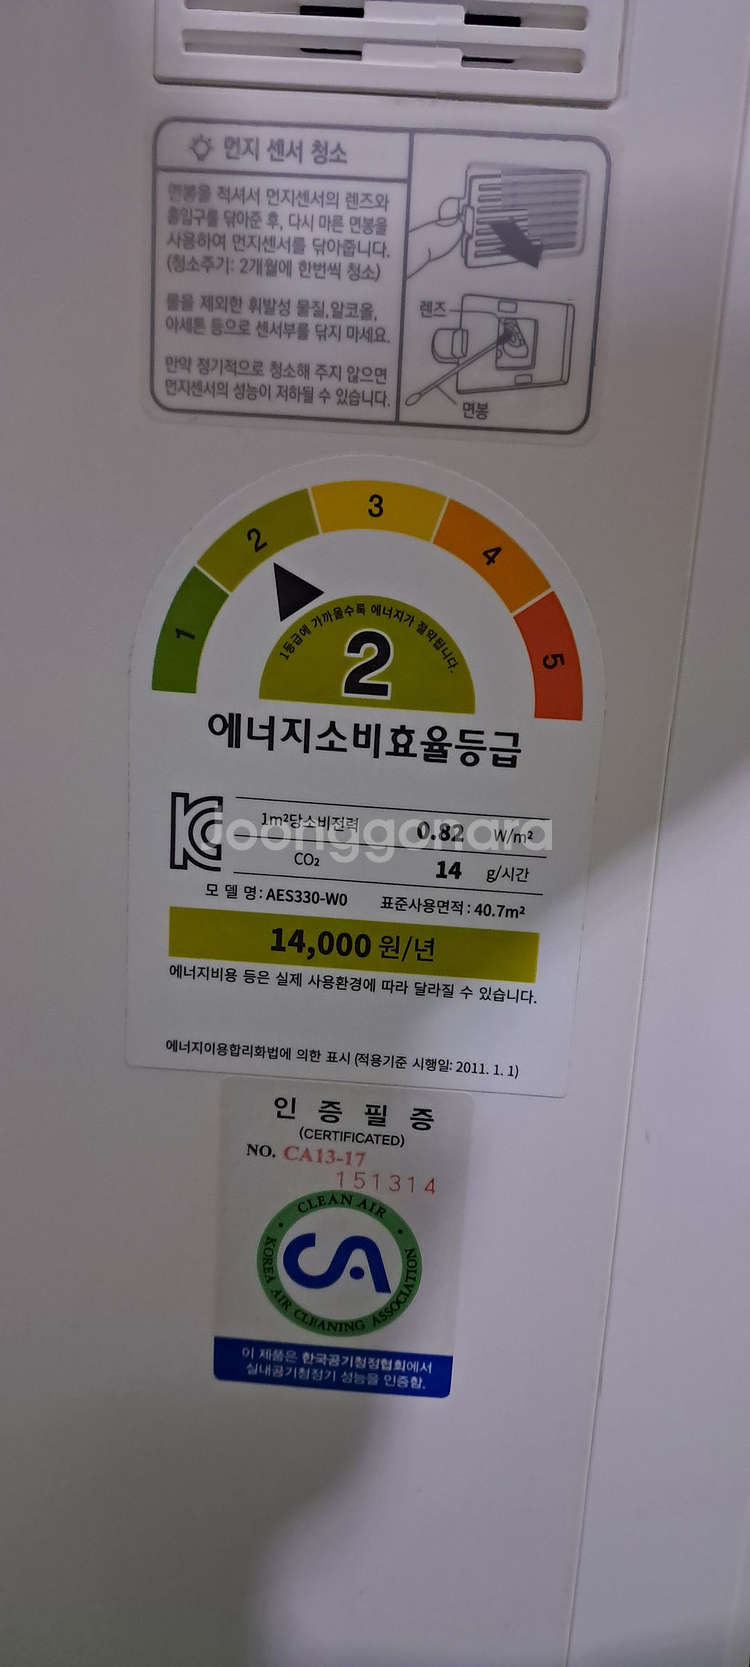 먼지 센서 청소
면봉을 적셔서 먼지센서의 렌즈와
흡입구를 닦아준 후, 다시 마른 면봉을
사용하여 먼지센서를 닦아줍니다.
(청소주기: 2개월에 한번씩 청소)
물을 제외한 휘발성 물질,알코올,
아세톤 등으로 센서부를 닦지 마세요.
만약 정기적으로 청소해 주지 않으면
먼지센서의 성능이 저하될 수 있습니다.
렌즈
면봉
1 2 3 4 5
1등급에 가까울수록 에너지가 절약됩니다.
2
에너지소비효율등급
1m²당소비전력 0.82 W/m²
Joonggonara
CO₂ 14 g/시간
모 델 명: AES330-W0 표준사용면적: 40.7m²
14,000 원/년
에너지비용 등은 실제 사용환경에 따라 달라질 수 있습니다.
에너지이용합리화법에 의한 표시 (적용기준 시행일: 2011. 1. 1)
인 증 필 증
(CERTIFICATED)
NO. CA13-17
151314
CLEAN AIR
CA
KOREA AIR CLEANING ASSOCIATION
이 제품은 한국공기청정협회에서
실내공기청정기 성능을 인증함.